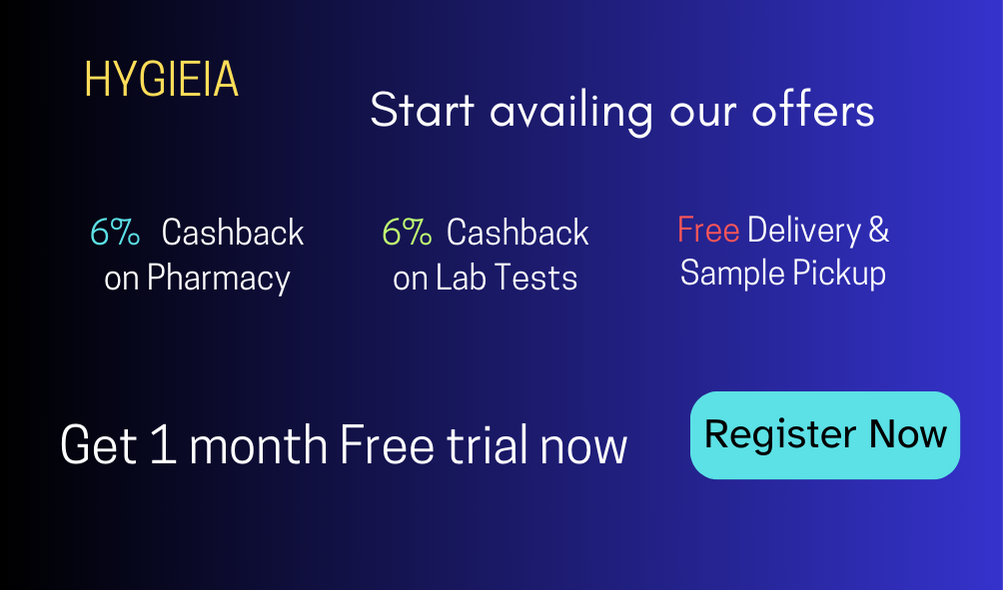 HYGIEIA
Start availing our offers
6% Cashback
on Pharmacy
6% Cashback
on Lab Tests
Free Delivery &
Sample Pickup
Get 1 month Free trial now
Register Now